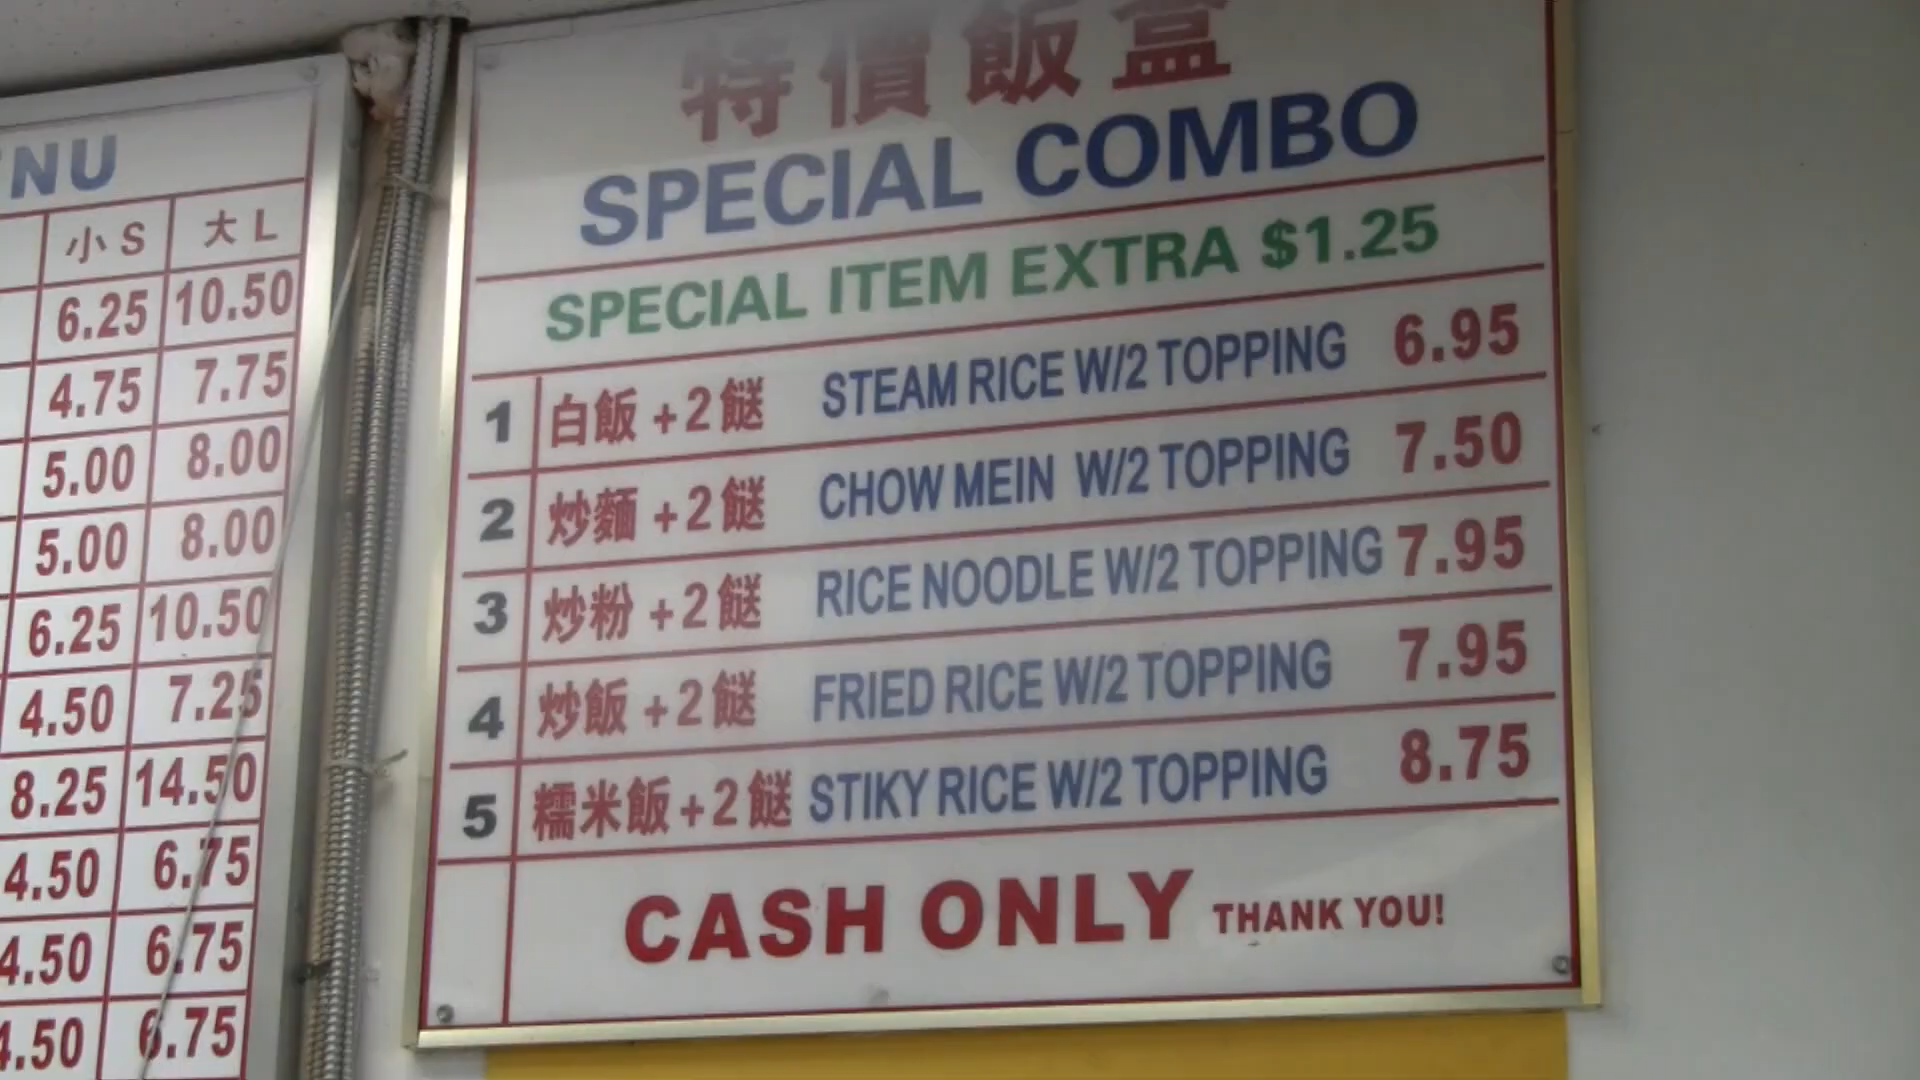 NU
小 S 大 L
6.25 10.50
4.75 7.75
5.00 8.00
5.00 8.00
6.25 10.50
4.50 7.25
8.25 14.50
4.50 6.75
4.50 6.75
4.50 6.75
特價飯盒
SPECIAL COMBO
SPECIAL ITEM EXTRA $1.25
1 白飯 +2餸 STEAM RICE W/2 TOPPING 6.95
2 炒麵 +2餸 CHOW MEIN W/2 TOPPING 7.50
3 炒粉 +2餸 RICE NOODLE W/2 TOPPING 7.95
4 炒飯 +2餸 FRIED RICE W/2 TOPPING 7.95
5 糯米飯+2餸 STIKY RICE W/2 TOPPING 8.75
CASH ONLY THANK YOU!